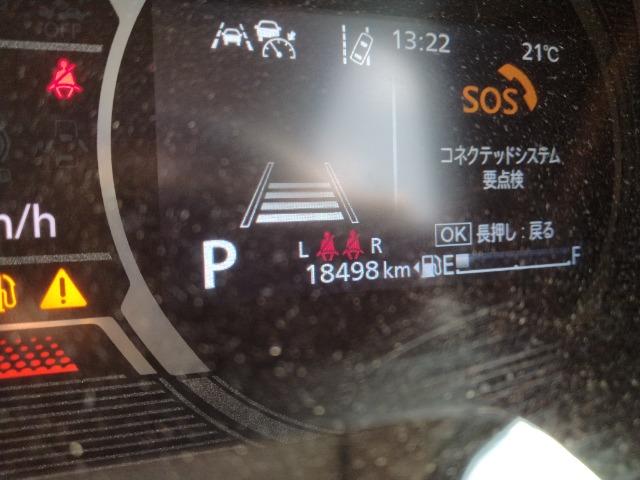 OFF
13:22
21℃
SOS
コネクテッドシステム
要点検
OK 長押し : 戻る
m/h
P
L R
18498 km
E F